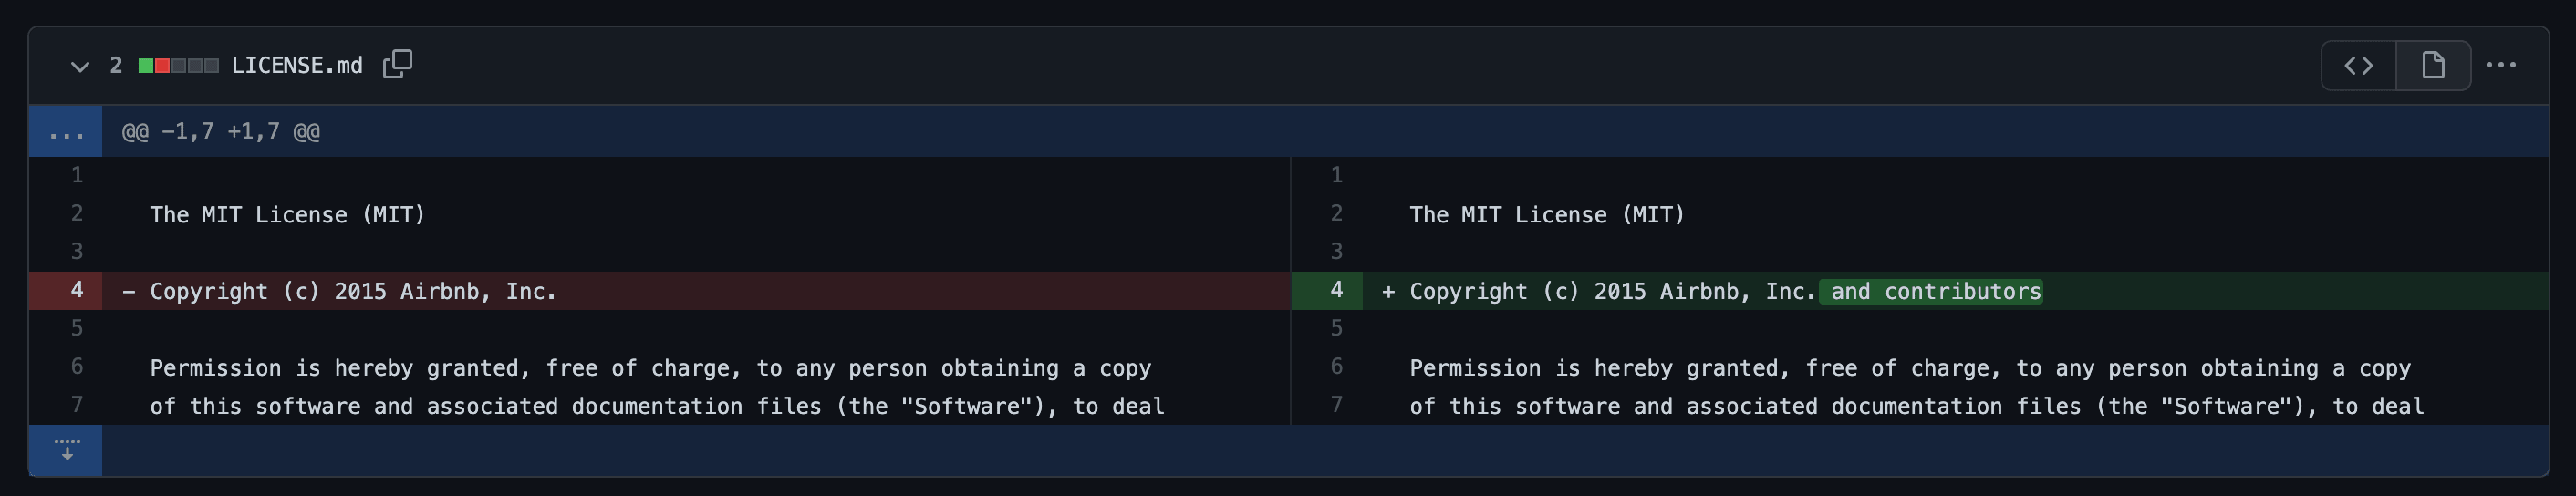 2 LICENSE.md
... @@ -1,7 +1,7 @@
1
2 The MIT License (MIT)
3
4 - Copyright (c) 2015 Airbnb, Inc.
5
6 Permission is hereby granted, free of charge, to any person obtaining a copy
7 of this software and associated documentation files (the "Software"), to deal
1
2 The MIT License (MIT)
3
4 + Copyright (c) 2015 Airbnb, Inc. and contributors
5
6 Permission is hereby granted, free of charge, to any person obtaining a copy
7 of this software and associated documentation files (the "Software"), to deal